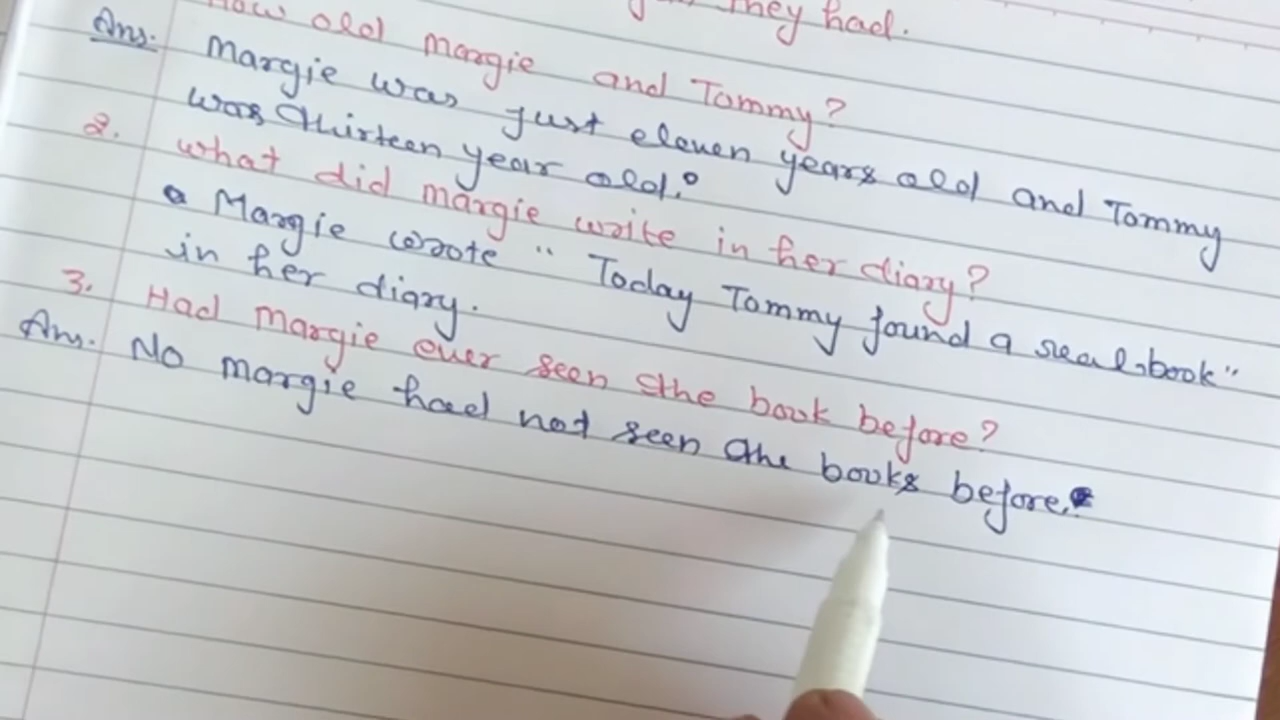 they had.
How old margie and Tommy?
Ans. Margie was just eleven years old and Tommy
was thirteen year old.
2. what did margie write in her diary?
a Margie wrote " Today Tommy found a real book"
in her diary.
3. Had margie ever seen the book before?
Ans. No margie had not seen the books before.